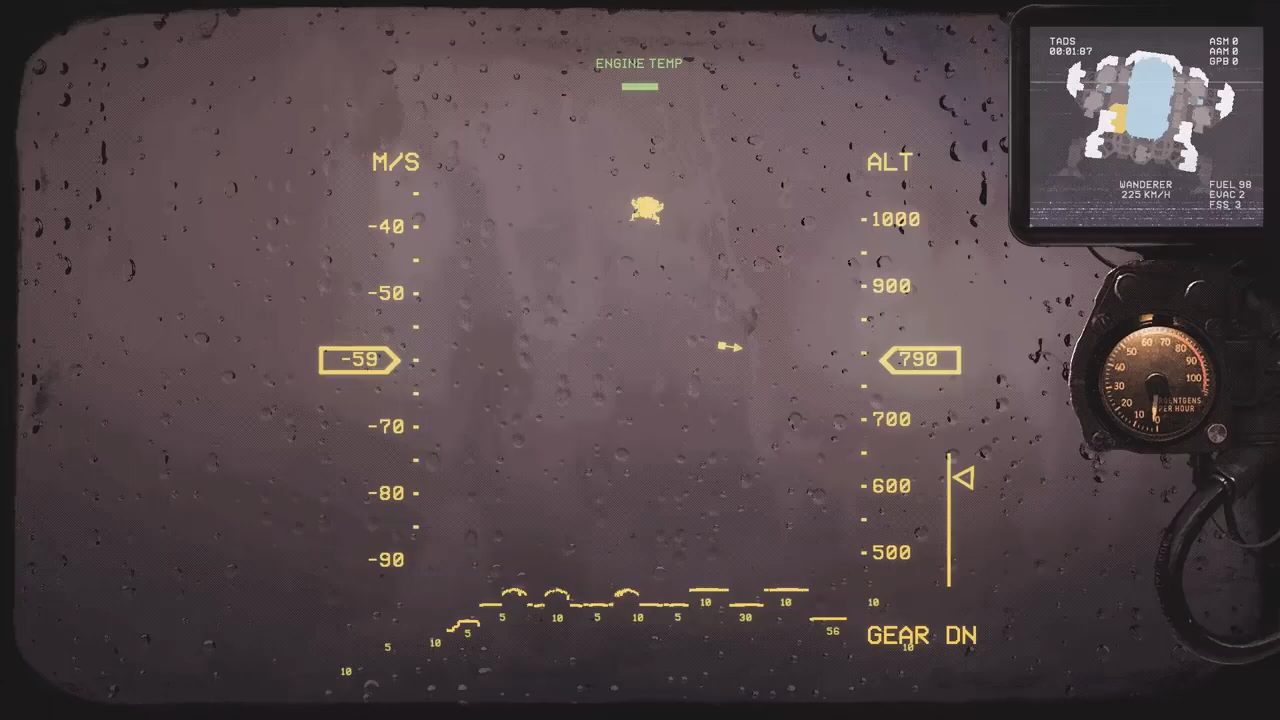 ENGINE TEMP
M/S
-40
-50
-59
-70
-80
-90
ALT
1000
900
790
700
600
500
GEAR DN
10
5
10
5
5
10
5
10
5
10
30
10
56
10
10
TADS
00:01:87
ASM 0
AAM 0
GPB 0
WANDERER
225 KM/H
FUEL 98
EVAC 2
FSS 3
0
10
20
30
40
50
60
70
80
90
100
ROENTGENS
PER HOUR